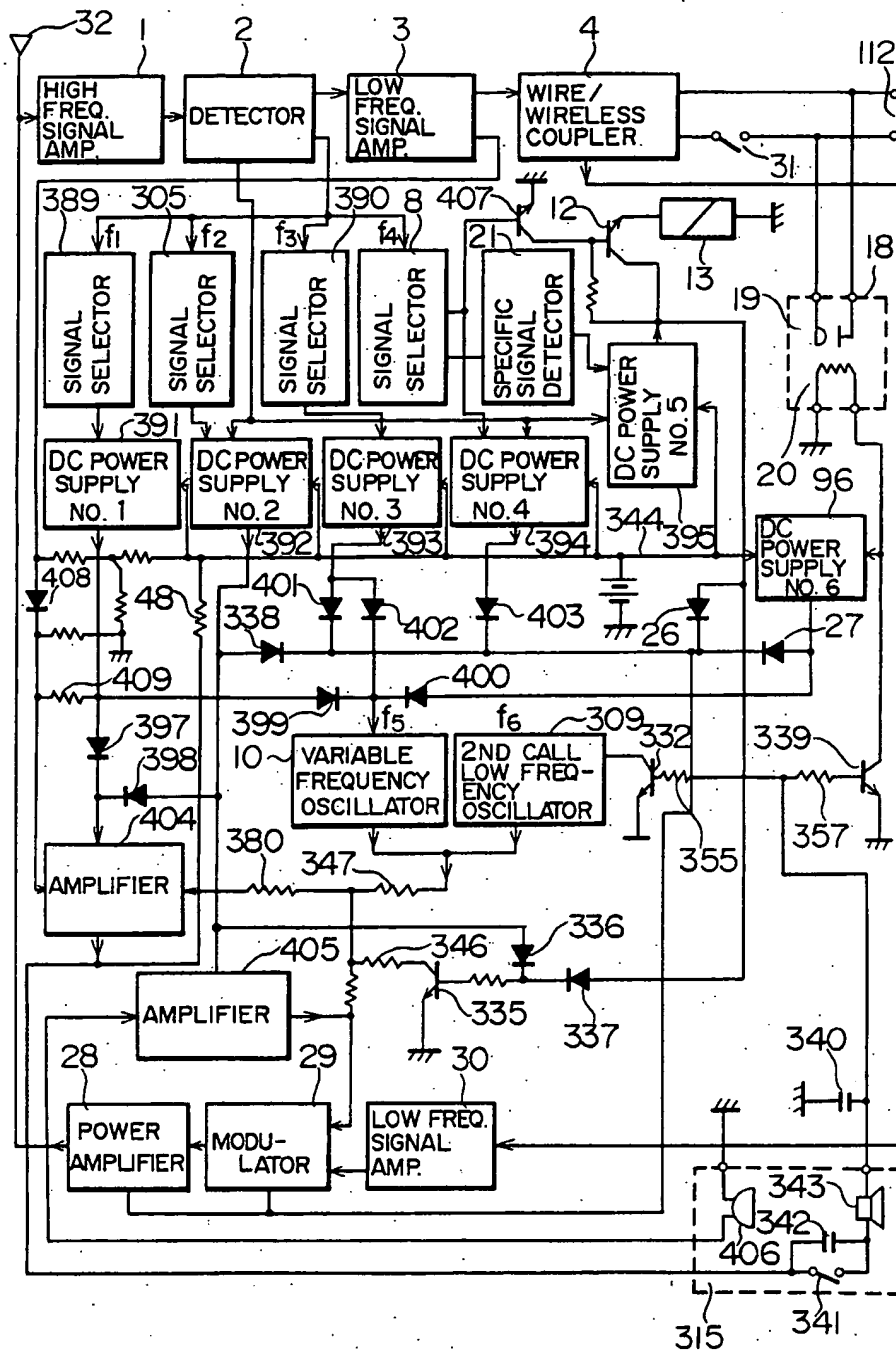 32
1
2
3
4
112
HIGH
FREQ.
SIGNAL
AMP.
DETECTOR
LOW
FREQ.
SIGNAL
AMP.
WIRE/
WIRELESS
COUPLER
31
389
305
390
8
407
12
13
18
f1
f2
f3
f4
21
19
SIGNAL
SELECTOR
SIGNAL
SELECTOR
SIGNAL
SELECTOR
SIGNAL
SELECTOR
SPECIFIC
SIGNAL
DETECTOR
DC POWER
SUPPLY
NO. 5
20
391
96
DC POWER
SUPPLY
NO. 1
DC POWER
SUPPLY
NO. 2
DC POWER
SUPPLY
NO. 3
DC POWER
SUPPLY
NO. 4
DC
POWER
SUPPLY
NO. 6
392
393
394
344
395
408
48
401
402
403
26
27
338
409
399
400
397
f5
f6
309
332
339
398
10
VARIABLE
FREQUENCY
OSCILLATOR
2ND CALL
LOW FREQ-
ENCY
OSCILLATOR
404
355
357
AMPLIFIER
380
347
405
346
336
AMPLIFIER
335
337
28
29
30
340
POWER
AMPLIFIER
MODU-
LATOR
LOW FREQ.
SIGNAL
AMP.
343
342
406
315
341